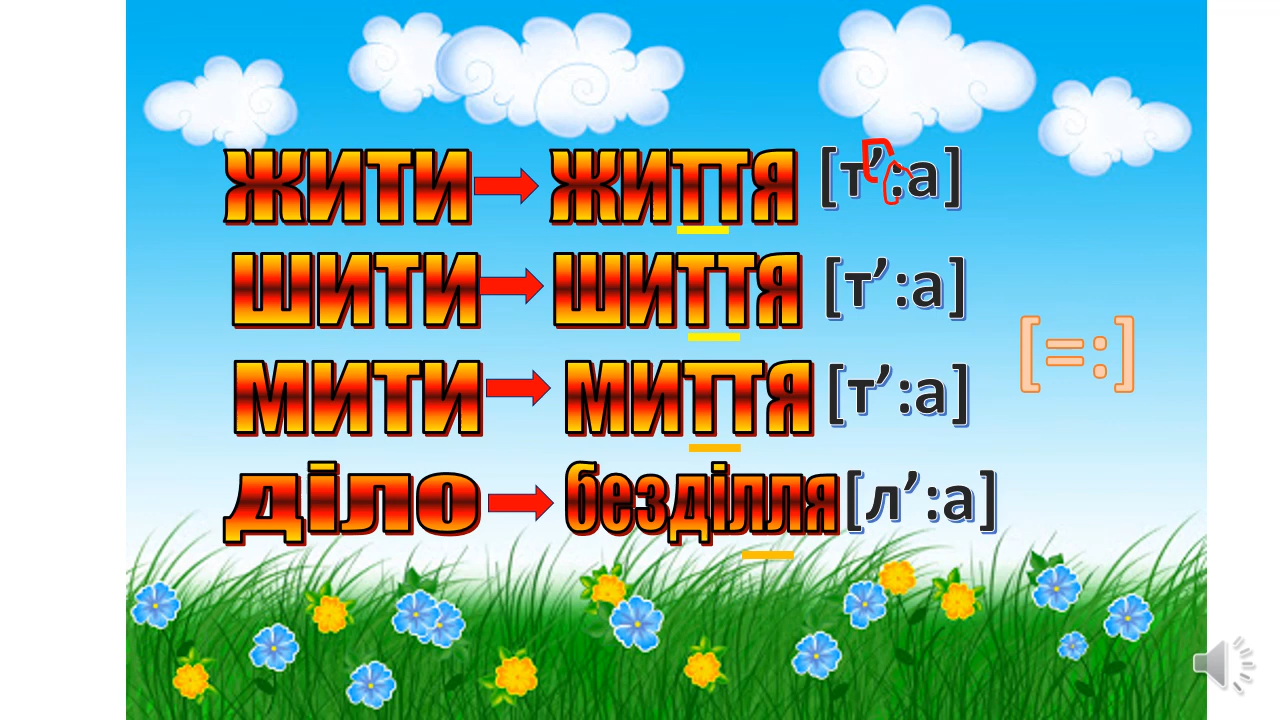 жити життя [т’:а]
шити шиття [т’:а]
мити миття [т’:а]
діло безділля [л’:а]
[=:]